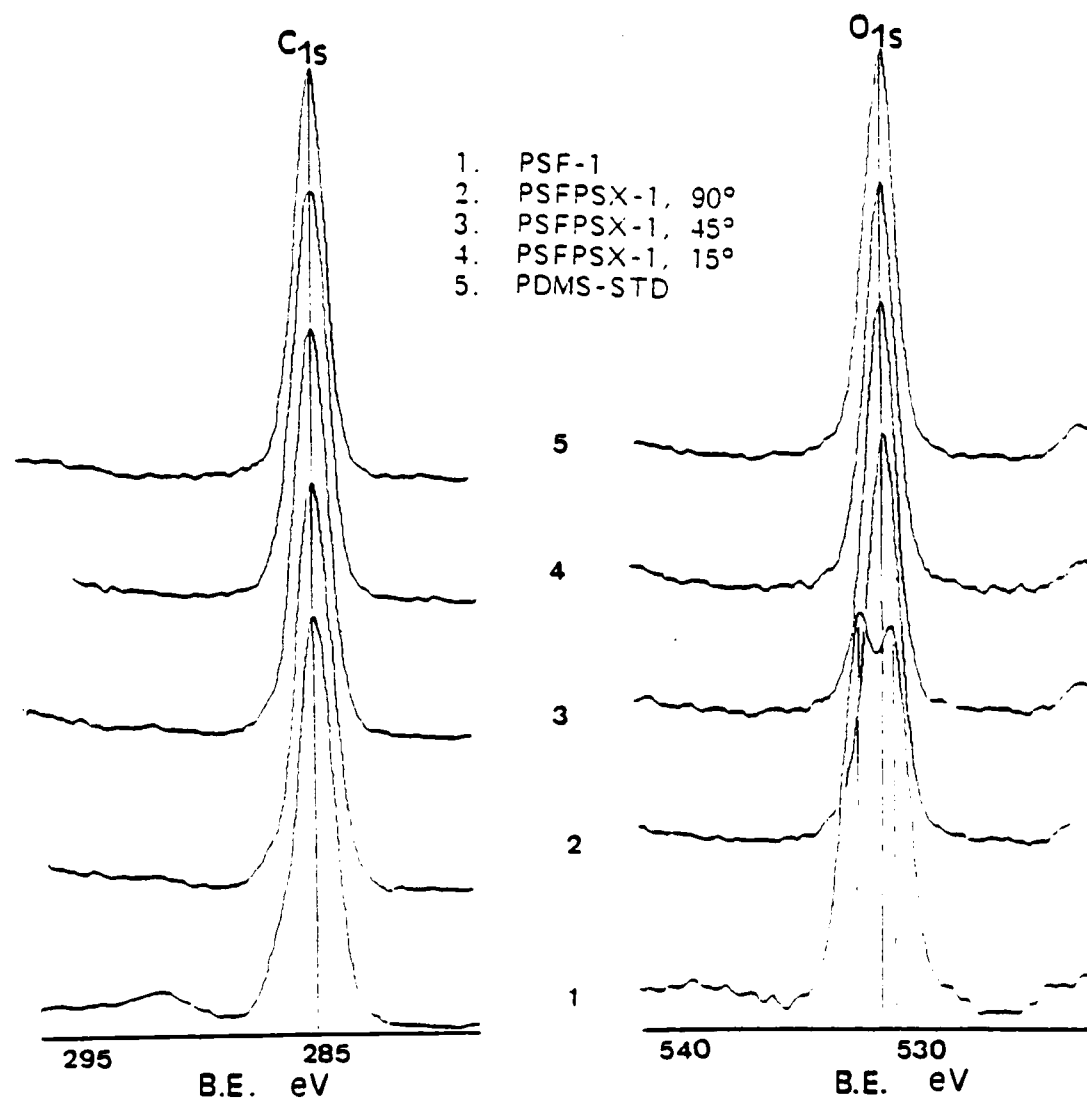 C1s
O1s
1. PSF-1
2. PSFPSX-1, 90°
3. PSFPSX-1, 45°
4. PSFPSX-1, 15°
5. PDMS-STD
5
4
3
2
1
295 285
B.E. eV
540 530
B.E. eV